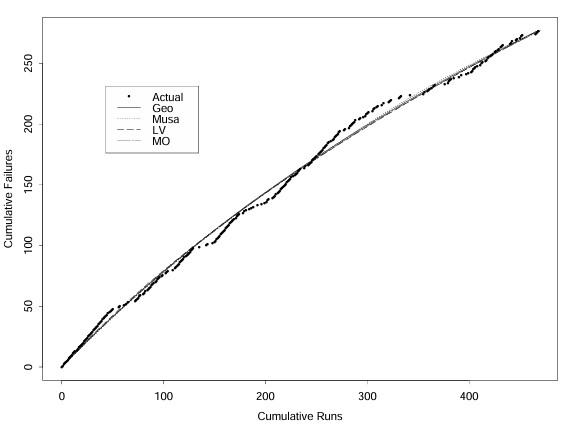 250
200
150
100
50
0
Cumulative Failures
Actual
Geo
Musa
LV
MO
0 100 200 300 400
Cumulative Runs